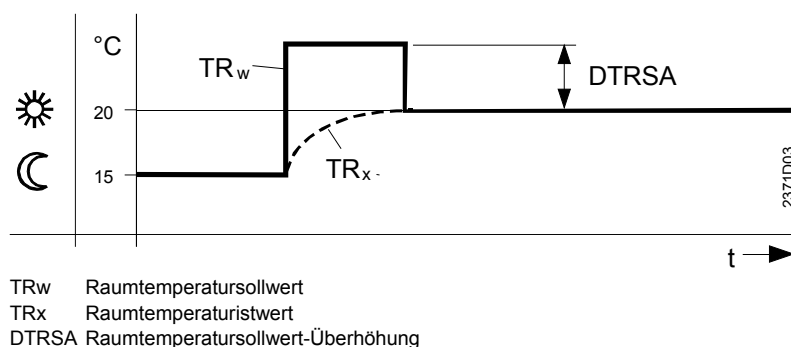 °C
TRw
DTRSA
20
TRx
15
2371D03
t
TRw Raumtemperatursollwert
TRx Raumtemperaturistwert
DTRSA Raumtemperatursollwert-Überhöhung